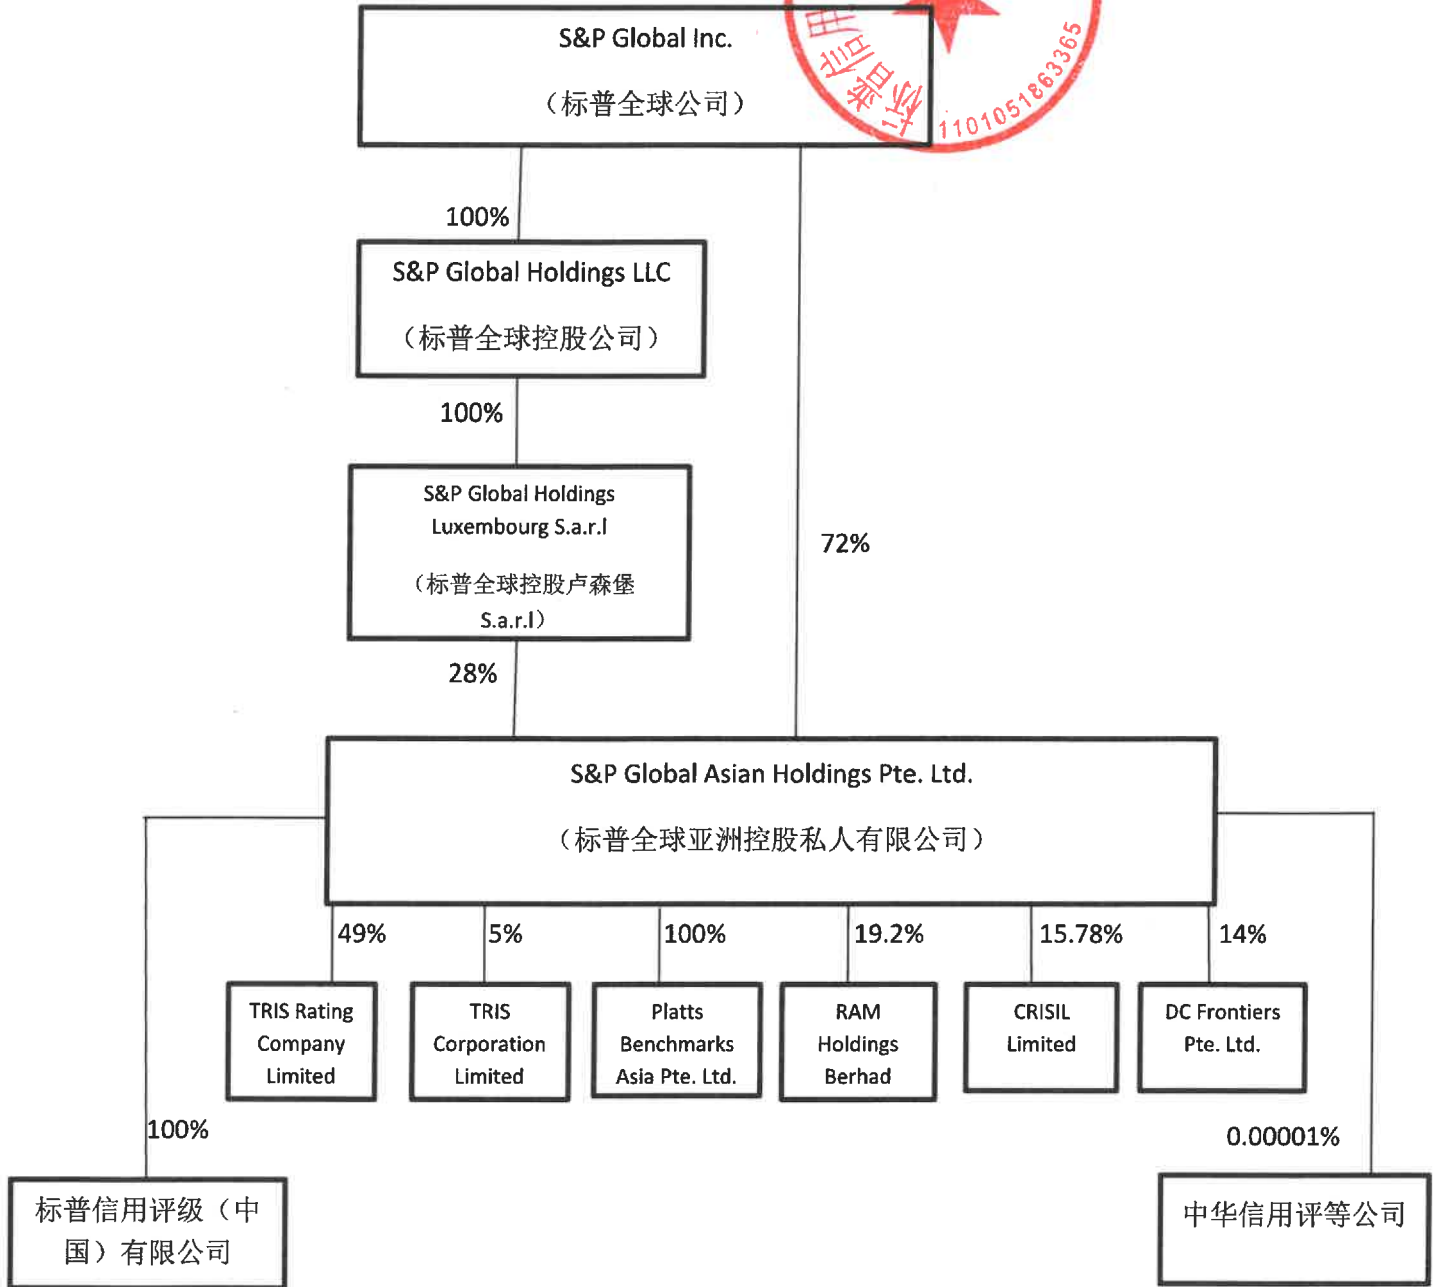 S&P Global Inc.
（标普全球公司）
标普信用
1101051863365
100%
S&P Global Holdings LLC
（标普全球控股公司）
100%
S&P Global Holdings
Luxembourg S.a.r.l
（标普全球控股卢森堡
S.a.r.l）
72%
28%
S&P Global Asian Holdings Pte. Ltd.
（标普全球亚洲控股私人有限公司）
49%
5%
100%
19.2%
15.78%
14%
TRIS Rating
Company
Limited
TRIS
Corporation
Limited
Platts
Benchmarks
Asia Pte. Ltd.
RAM
Holdings
Berhad
CRISIL
Limited
DC Frontiers
Pte. Ltd.
100%
0.00001%
标普信用评级（中
国）有限公司
中华信用评等公司